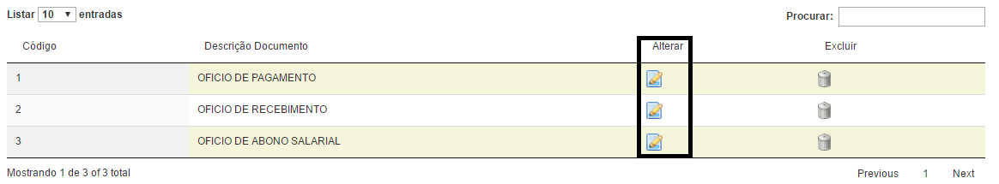 Listar 10 entradas Procurar:
Código Descrição Documento Alterar Excluir
1 OFICIO DE PAGAMENTO
2 OFICIO DE RECEBIMENTO
3 OFICIO DE ABONO SALARIAL
Mostrando 1 de 3 of 3 total Previous 1 Next